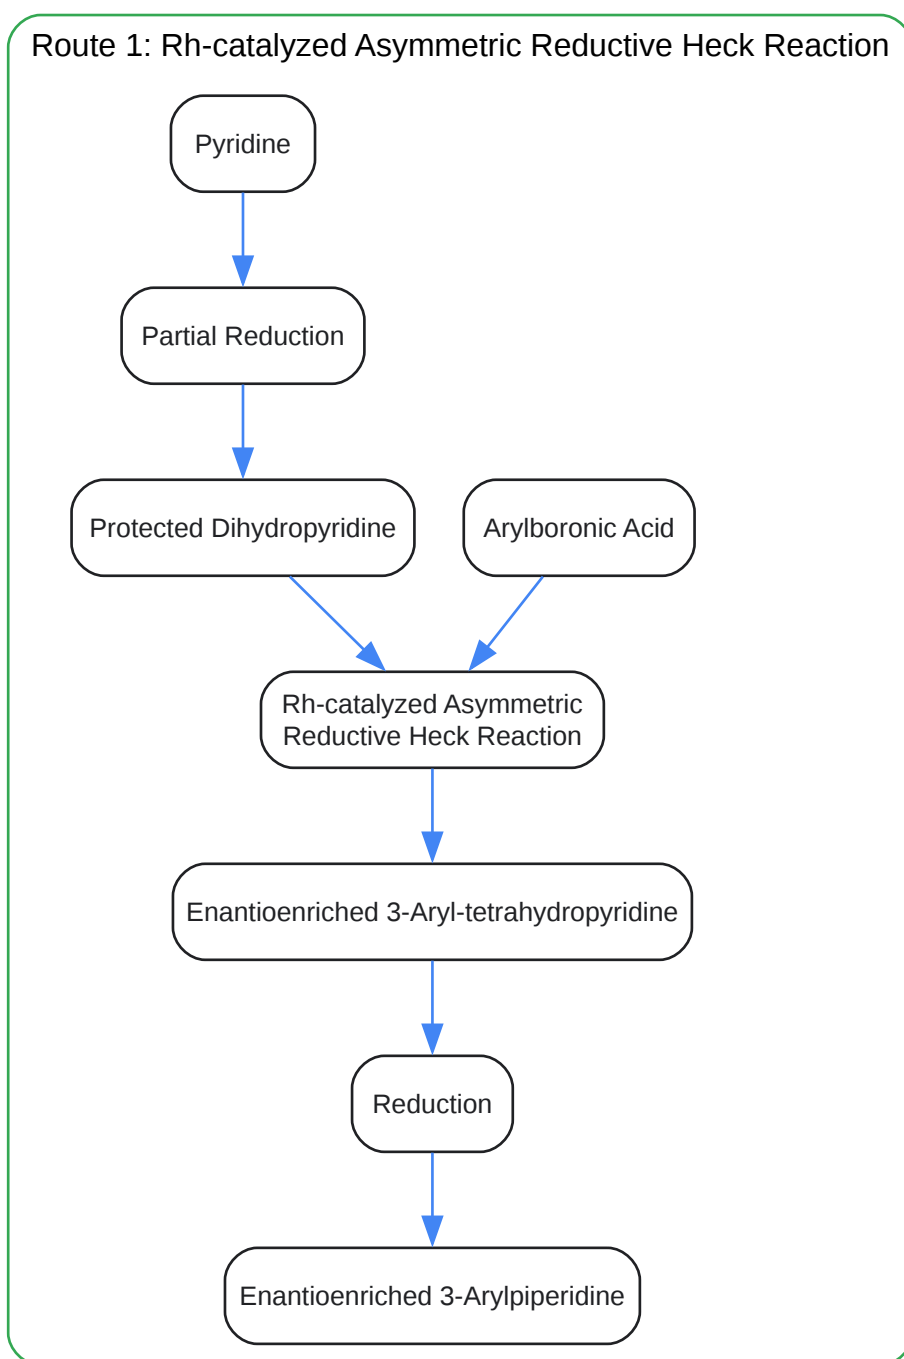 Route 1: Rh-catalyzed Asymmetric Reductive Heck Reaction
Pyridine
Partial Reduction
Protected Dihydropyridine
Arylboronic Acid
Rh-catalyzed Asymmetric
Reductive Heck Reaction
Enantioenriched 3-Aryl-tetrahydropyridine
Reduction
Enantioenriched 3-Arylpiperidine